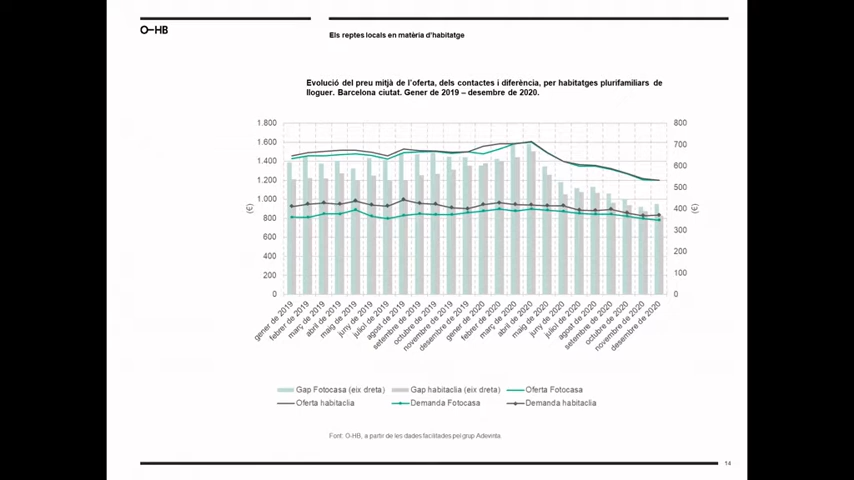 O-HB
Els reptes locals en matèria d'habitatge
Evolució del preu mitjà de l'oferta, dels contactes i diferència, per habitatges plurifamiliars de
lloguer. Barcelona ciutat. Gener de 2019 – desembre de 2020.
1.800
1.600
1.400
1.200
1.000
800
600
400
200
0
(€)
800
700
600
500
400
300
200
100
0
(€)
gener de 2019
febrer de 2019
març de 2019
abril de 2019
maig de 2019
juny de 2019
juliol de 2019
agost de 2019
setembre de 2019
octubre de 2019
novembre de 2019
desembre de 2019
gener de 2020
febrer de 2020
març de 2020
abril de 2020
maig de 2020
juny de 2020
juliol de 2020
agost de 2020
setembre de 2020
octubre de 2020
novembre de 2020
desembre de 2020
Gap Fotocasa (eix dreta) Gap habitaclia (eix dreta) Oferta Fotocasa
Oferta habitaclia Demanda Fotocasa Demanda habitaclia
Font: O-HB, a partir de les dades facilitades pel grup Adevinta
14